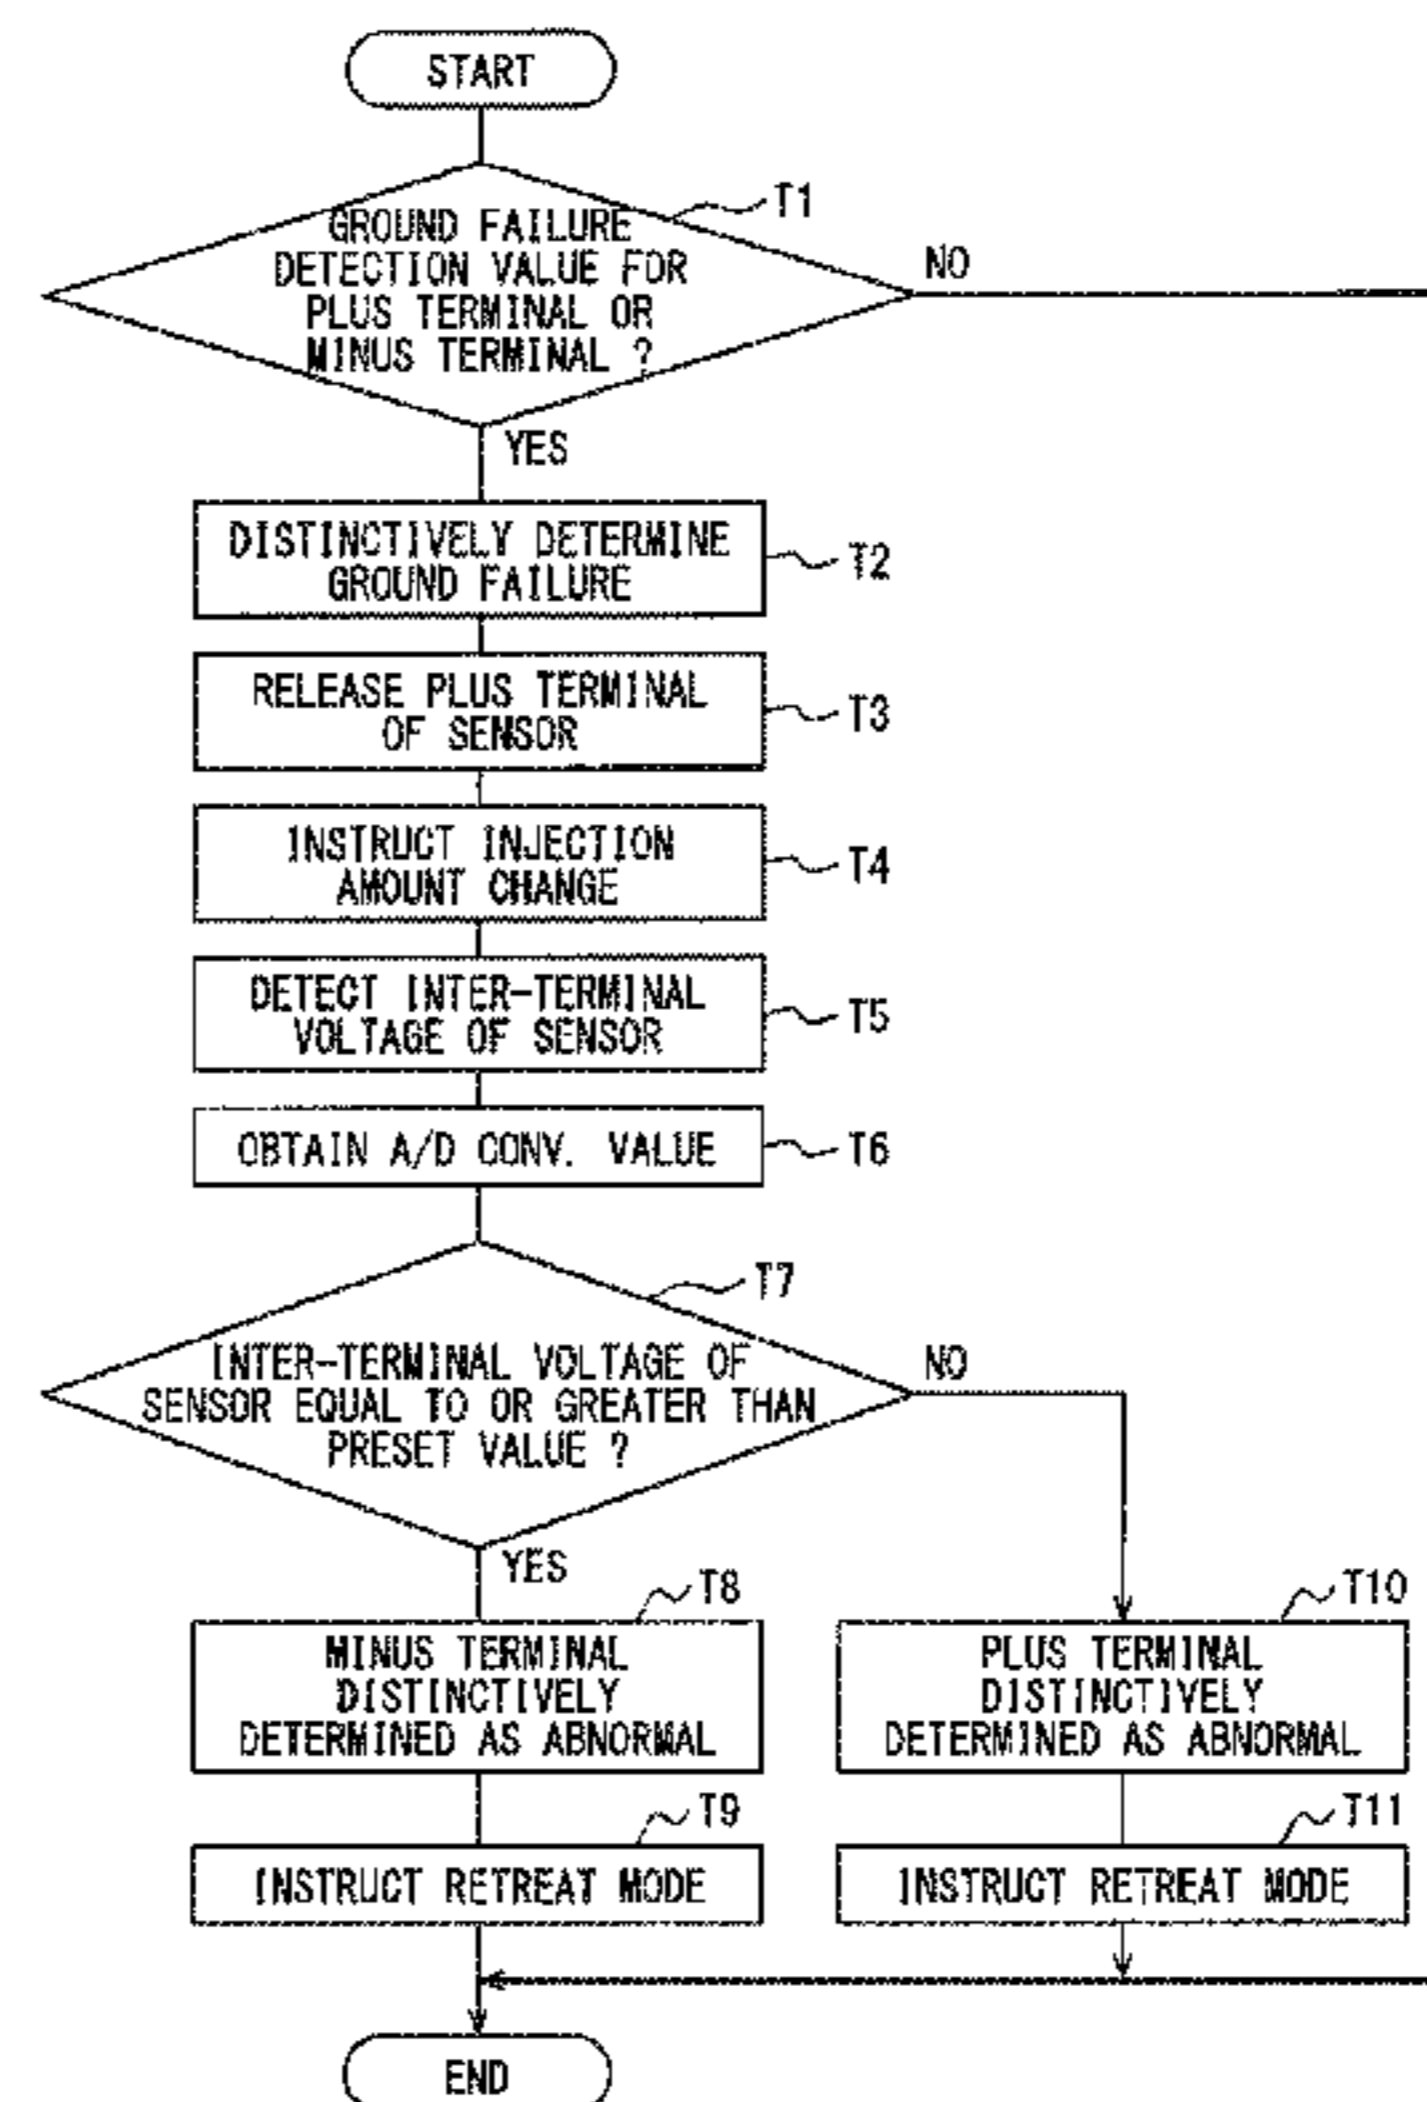 START
T1
GROUND FAILURE
DETECTION VALUE FOR
PLUS TERMINAL OR
MINUS TERMINAL ?
NO
YES
DISTINCTIVELY DETERMINE
GROUND FAILURE
T2
RELEASE PLUS TERMINAL
OF SENSOR
T3
INSTRUCT INJECTION
AMOUNT CHANGE
T4
DETECT INTER-TERMINAL
VOLTAGE OF SENSOR
T5
OBTAIN A/D CONV. VALUE
T6
T7
INTER-TERMINAL VOLTAGE OF
SENSOR EQUAL TO OR GREATER THAN
PRESET VALUE ?
NO
YES
T8
MINUS TERMINAL
DISTINCTIVELY
DETERMINED AS ABNORMAL
T10
PLUS TERMINAL
DISTINCTIVELY
DETERMINED AS ABNORMAL
T9
INSTRUCT RETREAT MODE
T11
INSTRUCT RETREAT MODE
END